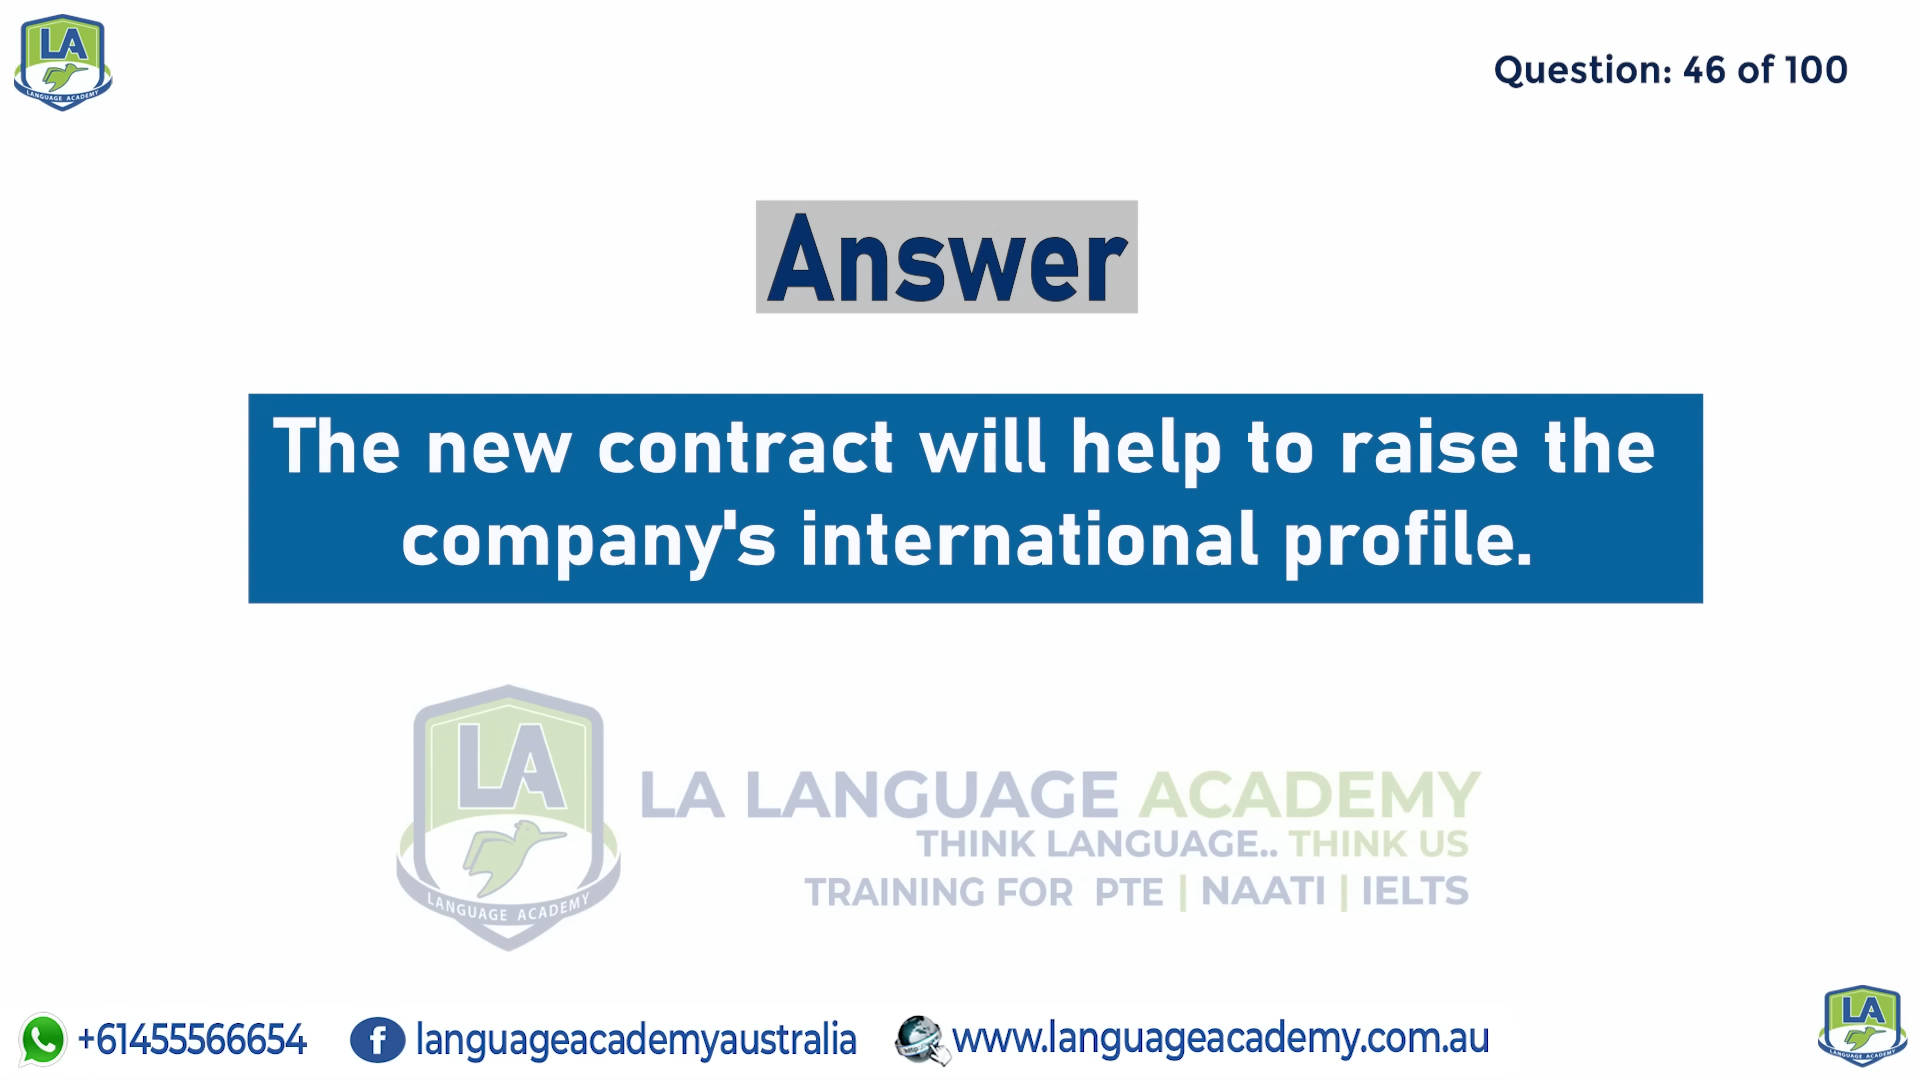 LA
LANGUAGE ACADEMY
Question: 46 of 100
Answer
The new contract will help to raise the
company's international profile.
LA
LANGUAGE ACADEMY
LA LANGUAGE ACADEMY
THINK LANGUAGE.. THINK US
TRAINING FOR PTE | NAATI | IELTS
+61455566654
f
languageacademyaustralia
http
www.languageacademy.com.au
LA
LANGUAGE ACADEMY